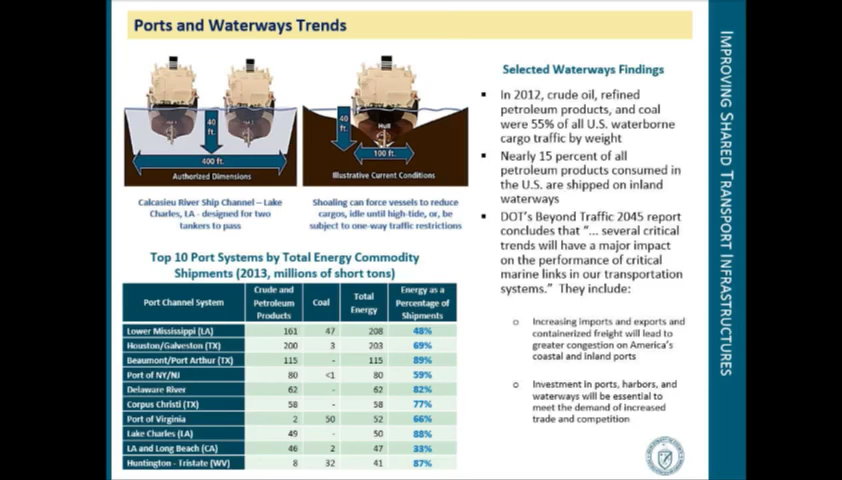 Ports and Waterways Trends
40
ft.
400 ft.
Authorized Dimensions
40
ft.
Hull
100 ft.
Illustrative Current Conditions
Calcasieu River Ship Channel – Lake
Charles, LA - designed for two
tankers to pass
Shoaling can force vessels to reduce
cargos, idle until high-tide, or, be
subject to one-way traffic restrictions
Top 10 Port Systems by Total Energy Commodity
Shipments (2013, millions of short tons)
Port Channel System Crude and Petroleum Products Coal Total Energy Energy as a Percentage of Shipments
Lower Mississippi (LA) 161 47 208 48%
Houston/Galveston (TX) 200 3 203 69%
Beaumont/Port Arthur (TX) 115 - 115 89%
Port of NY/NJ 80 <1 80 59%
Delaware River 62 - 62 82%
Corpus Christi (TX) 58 - 58 77%
Port of Virginia 2 50 52 66%
Lake Charles (LA) 49 - 50 88%
LA and Long Beach (CA) 46 2 47 33%
Huntington - Tristate (WV) 8 32 41 87%
Selected Waterways Findings
▪ In 2012, crude oil, refined
petroleum products, and coal
were 55% of all U.S. waterborne
cargo traffic by weight
▪ Nearly 15 percent of all
petroleum products consumed in
the U.S. are shipped on inland
waterways
▪ DOT's Beyond Traffic 2045 report
concludes that "... several critical
trends will have a major impact
on the performance of critical
marine links in our transportation
systems." They include:
o Increasing imports and exports and
containerized freight will lead to
greater congestion on America's
coastal and inland ports
o Investment in ports, harbors, and
waterways will be essential to
meet the demand of increased
trade and competition
IMPROVING SHARED TRANSPORT INFRASTRUCTURES